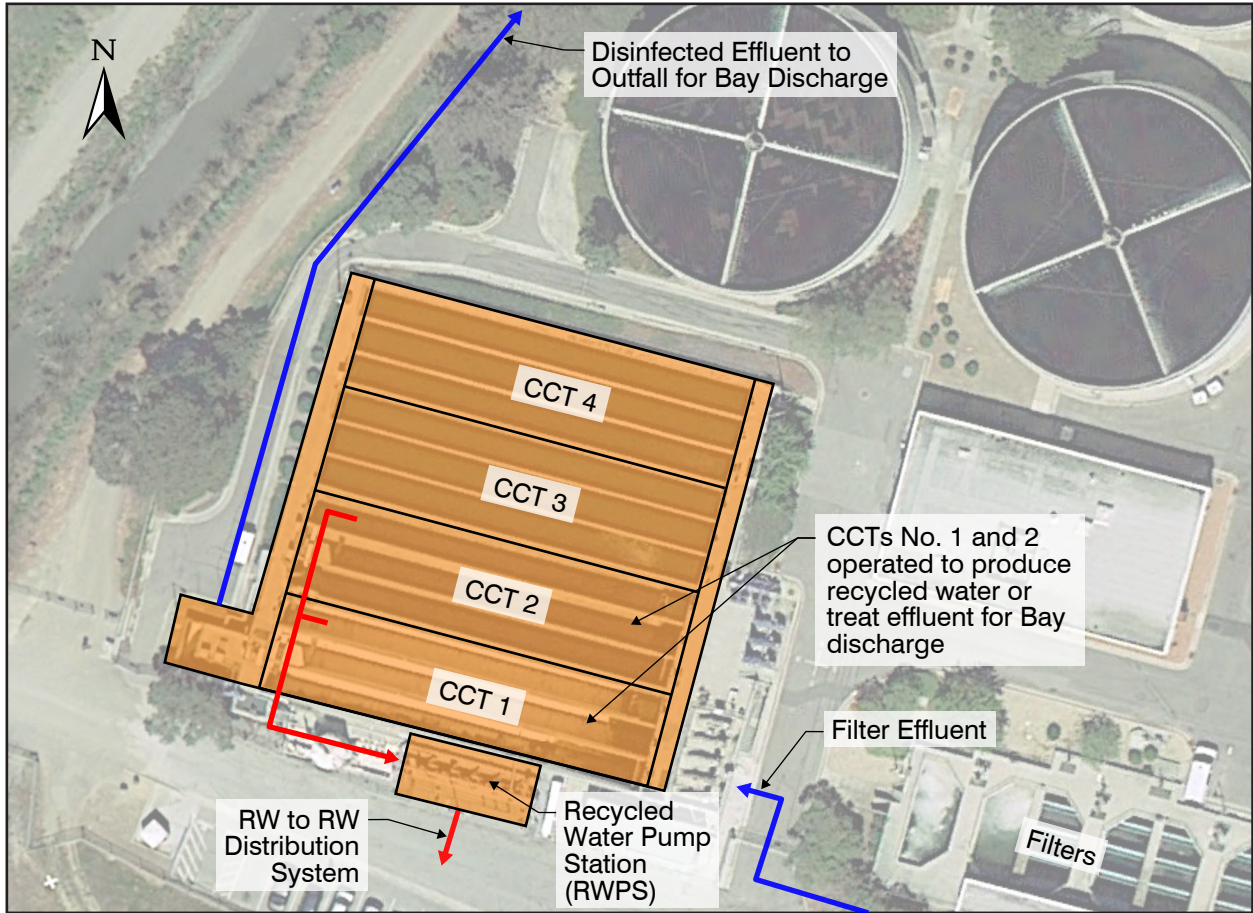 N
Disinfected Effluent to
Outfall for Bay Discharge
CCT 4
CCT 3
CCTs No. 1 and 2
operated to produce
recycled water or
treat effluent for Bay
discharge
CCT 2
CCT 1
Filter Effluent
RW to RW
Distribution
System
Recycled
Water Pump
Station
(RWPS)
Filters